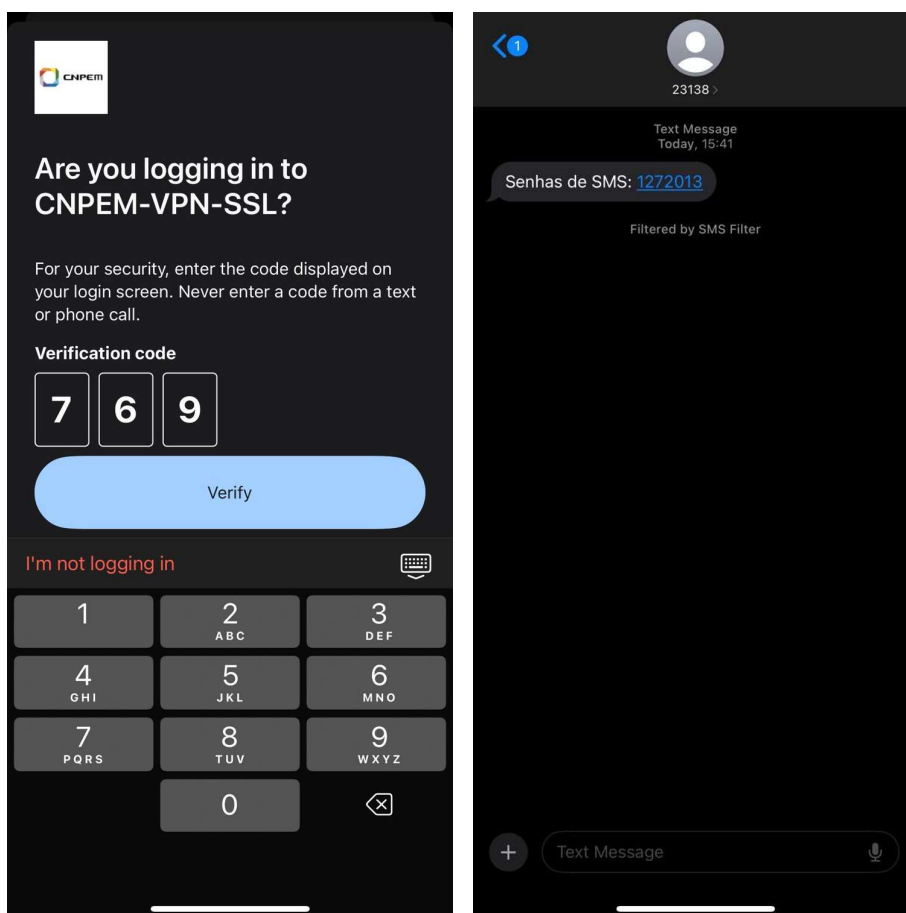 CNPEM
Are you logging in to
CNPEM-VPN-SSL?
For your security, enter the code displayed on
your login screen. Never enter a code from a text
or phone call.
Verification code
7 6 9
Verify
I'm not logging in
1 2 3
ABC DEF
4 5 6
GHI JKL MNO
7 8 9
PQRS TUV WXYZ
0
1
23138
Text Message
Today, 15:41
Senhas de SMS: 1272013
Filtered by SMS Filter
Text Message